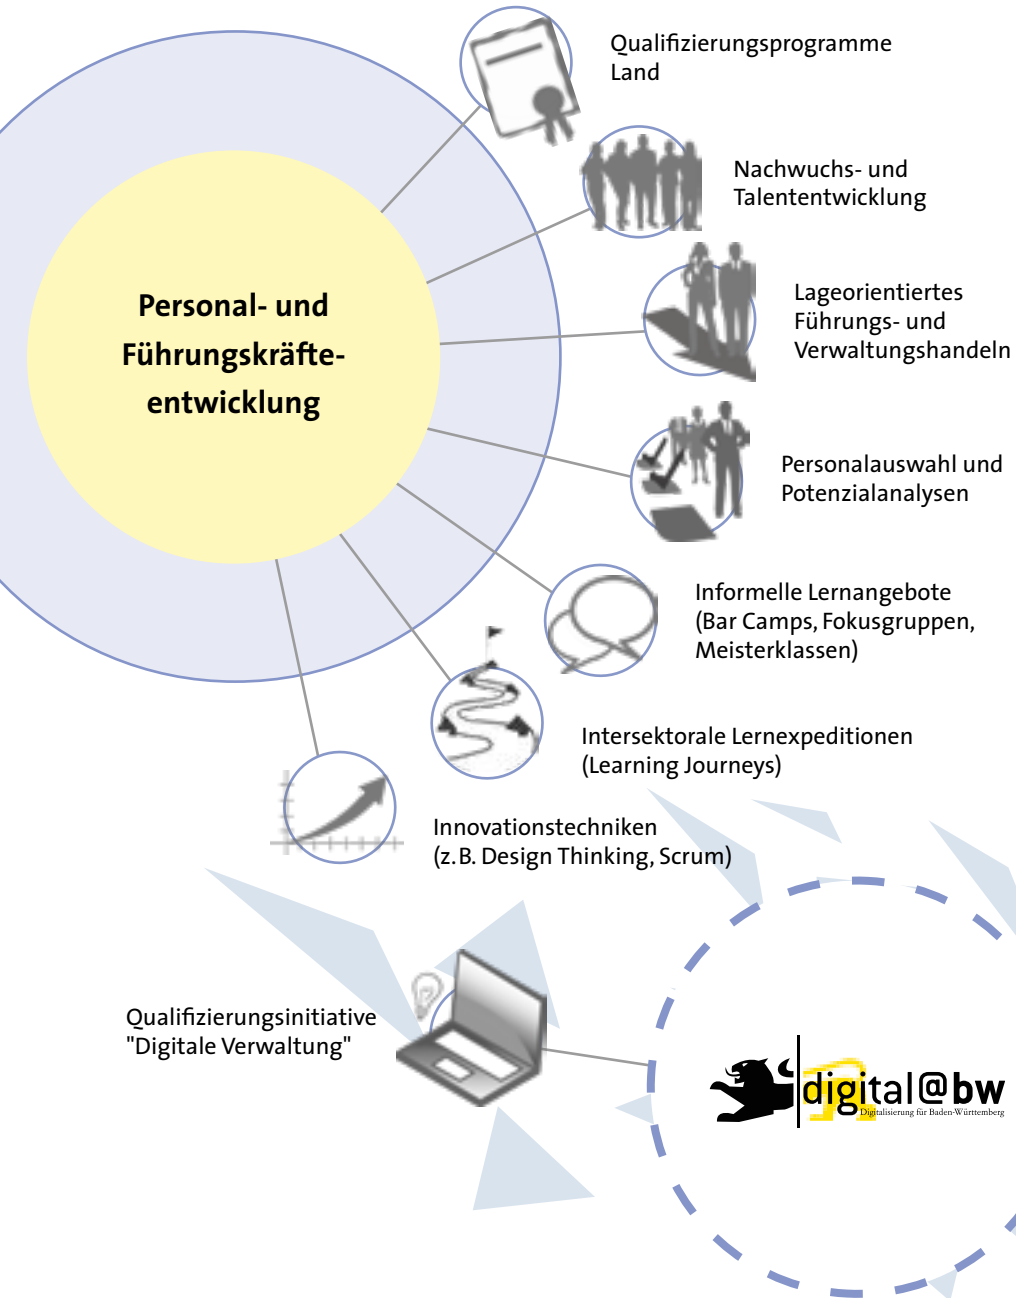 Qualifizierungsprogramme
Land
Nachwuchs- und
Talententwicklung
Personal- und
Führungskräfte-
entwicklung
Lageorientiertes
Führungs- und
Verwaltungshandeln
Personalauswahl und
Potenzialanalysen
Informelle Lernangebote
(Bar Camps, Fokusgruppen,
Meisterklassen)
Intersektorale Lernexpeditionen
(Learning Journeys)
Innovationstechniken
(z. B. Design Thinking, Scrum)
Qualifizierungsinitiative
"Digitale Verwaltung"
digital@bw
Digitalisierung für Baden-Württemberg